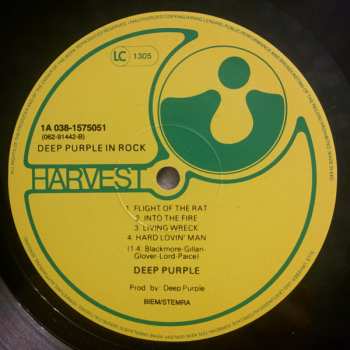 LC 1305
1A 038-1575051
(062-91442-B)
DEEP PURPLE IN ROCK
HARVEST
1. FLIGHT OF THE RAT
2. INTO THE FIRE
3. LIVING WRECK
4. HARD LOVIN' MAN
(1-4: Blackmore-Gillan-
Glover-Lord-Paice)
DEEP PURPLE
Prod. by: Deep Purple
BIEM/STEMRA